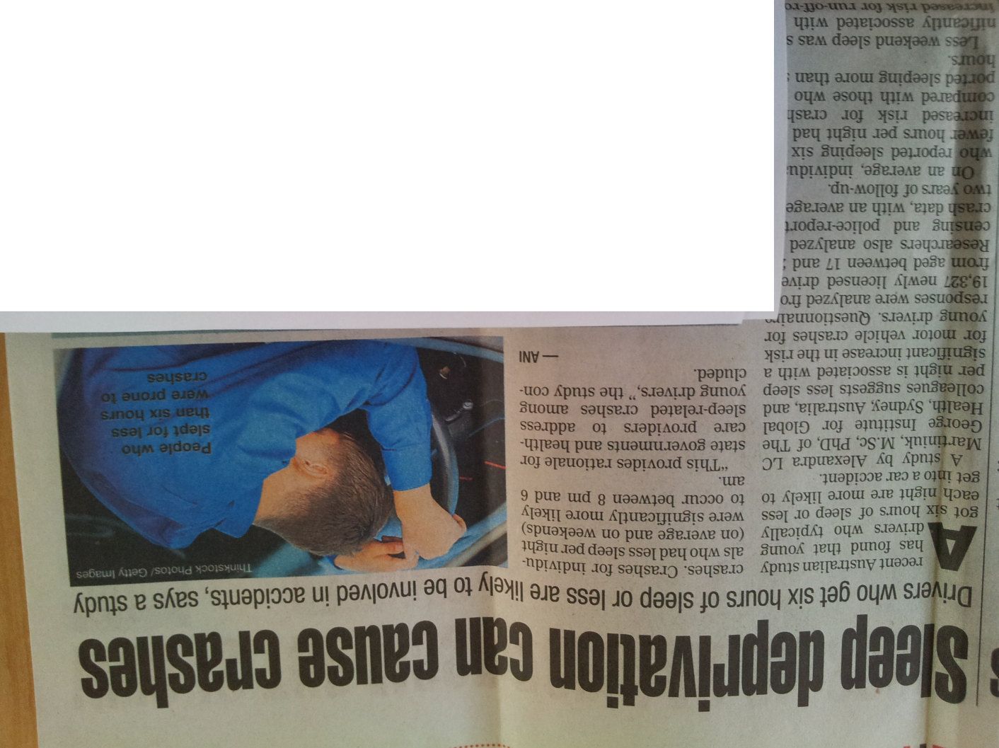 Sleep deprivation can cause crashes
Drivers who get six hours of sleep or less are likely to be involved in accidents, says a study
A recent Australian study
has found that young
drivers who typically
got six hours of sleep or less
each night are more likely to
get into a car accident.
A study by Alexandra LC
Martiniuk, M.Sc, PhD, of The
George Institute for Global
Health, Sydney, Australia, and
colleagues suggests less sleep
per night is associated with a
significant increase in the risk
for motor vehicle crashes for
young drivers. Questionnaire
responses were analyzed fro
19,327 newly licensed drive
from aged between 17 and
Researchers also analyzed
censing and police-report
crash data, with an average
two years of follow-up.
On an average, individua
who reported sleeping six
fewer hours per night had
increased risk for crash
compared with those who
ported sleeping more than
hours.
Less weekend sleep was s
nificantly associated with
increased risk for run-off-ro
crashes. Crashes for individu-
als who had less sleep per night
(on average and on weekends)
were significantly more likely
to occur between 8 pm and 6
am.
"This provides rationale for
state governments and health-
care providers to address
sleep-related crashes among
young drivers," the study con-
cluded.
— ANI
Thinkstock Photos/ Getty Images
People who
slept for less
than six hours
were prone to
crashes